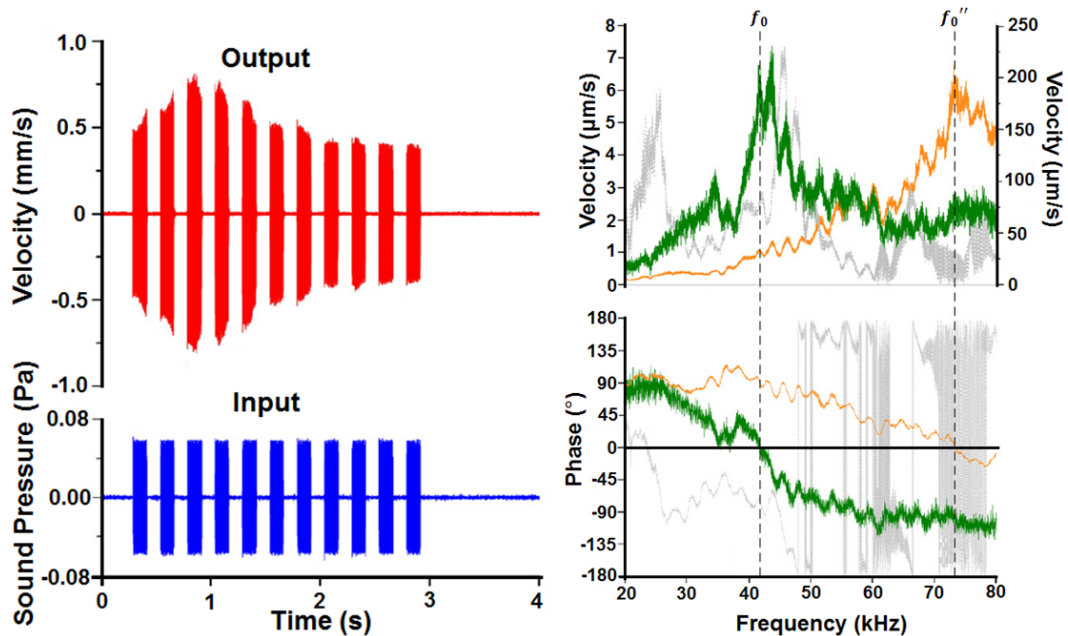 Output
Velocity (mm/s)
1.0
0.5
0
-0.5
-1.0
Input
Sound Pressure (Pa)
0.08
0.00
-0.08
0 1 2 3 4
Time (s)
f₀ f₀′′
Velocity (μm/s)
8
7
6
5
4
3
2
1
0
250
200
150
100
50
0
Velocity (μm/s)
Phase (°)
180
135
90
45
0
-45
-90
-135
-180
20 30 40 50 60 70 80
Frequency (kHz)